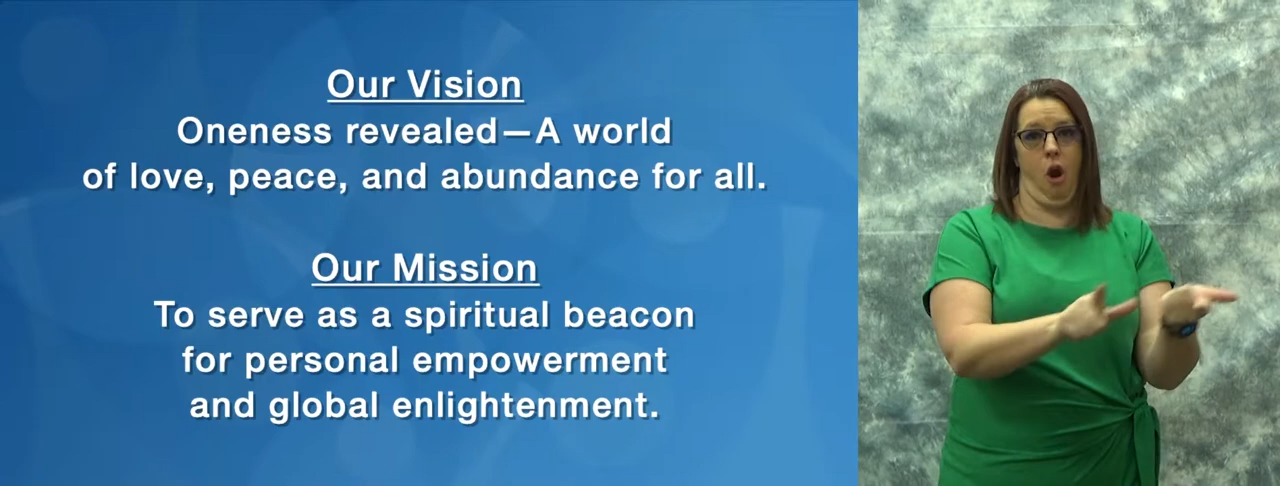 Our Vision
Oneness revealed—A world
of love, peace, and abundance for all.
Our Mission
To serve as a spiritual beacon
for personal empowerment
and global enlightenment.